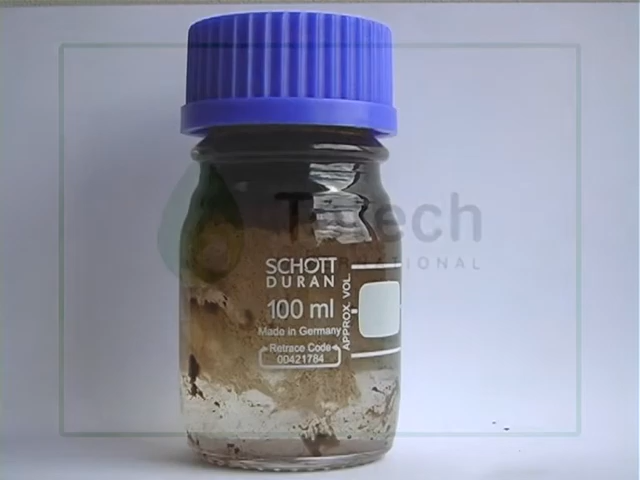 SCHOTT
DURAN
100 ml
Made in Germany
Retrace Code
00421784
APPROX. VOL.